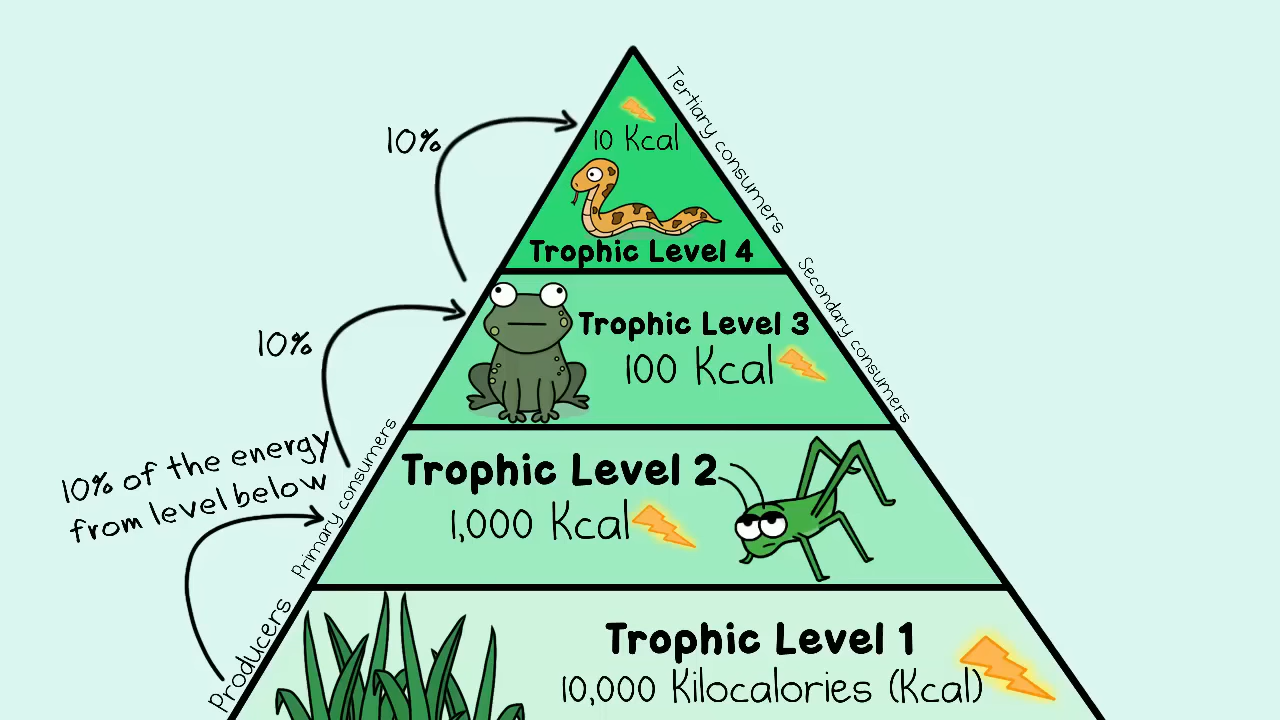 Tertiary consumers
10%
10 Kcal
Trophic Level 4
Secondary consumers
10%
Trophic Level 3
100 Kcal
10% of the energy
from level below
Primary consumers
Trophic Level 2
1,000 Kcal
Producers
Trophic Level 1
10,000 Kilocalories (Kcal)